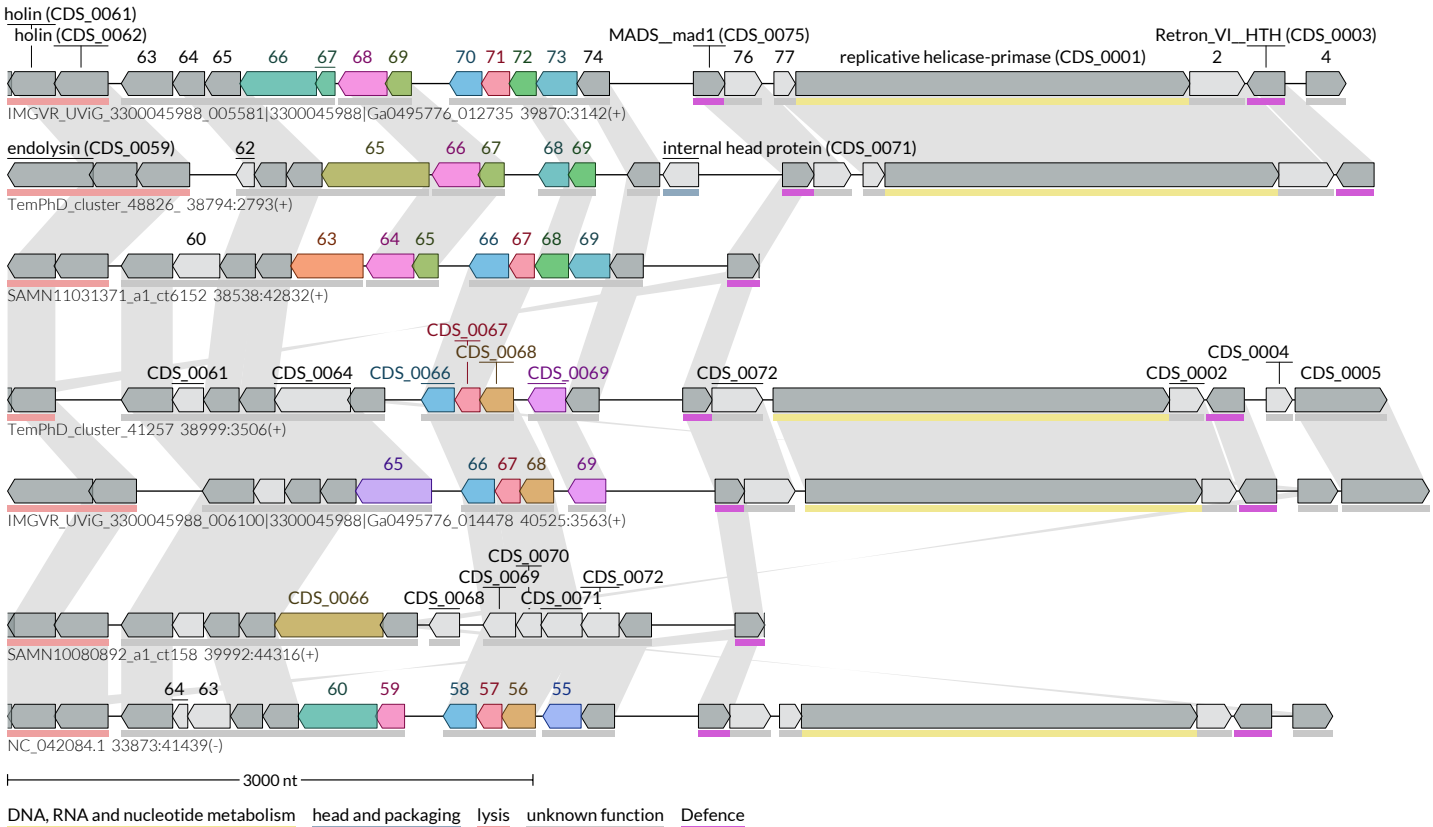 holin (CDS_0061)
holin (CDS_0062) MADS__mad1 (CDS_0075) Retron_VI__HTH (CDS_0003)
63 64 65 66 67 68 69 70 71 72 73 74 76 77 replicative helicase-primase (CDS_0001) 2 4
IMGVR_UViG_3300045988_005581|3300045988|Ga0495776_012735 39870:3142(+)
endolysin (CDS_0059) 62 65 66 67 68 69 internal head protein (CDS_0071)
TemPhD_cluster_48826_ 38794:2793(+)
60 63 64 65 66 67 68 69
SAMN11031371_a1_ct6152 38538:42832(+)
CDS_0067
CDS_0068 CDS_0004
CDS_0061 CDS_0064 CDS_0066 CDS_0069 CDS_0072 CDS_0002 CDS_0005
TemPhD_cluster_41257 38999:3506(+)
65 66 67 68 69
IMGVR_UViG_3300045988_006100|3300045988|Ga0495776_014478 40525:3563(+)
CDS_0070
CDS_0069 CDS_0072
CDS_0066 CDS_0068 CDS_0071
SAMN10080892_a1_ct158 39992:44316(+)
64 63 60 59 58 57 56 55
NC_042084.1 33873:41439(-)
3000 nt
DNA, RNA and nucleotide metabolism head and packaging lysis unknown function Defence